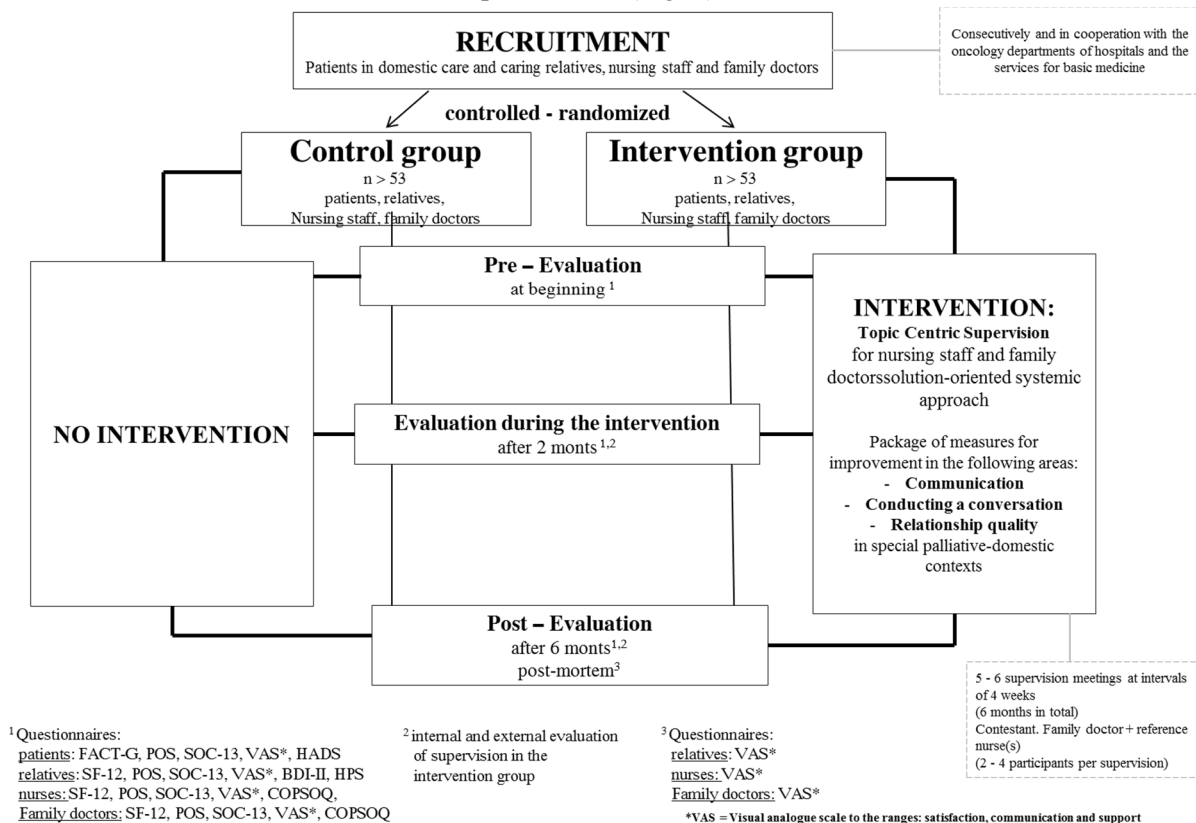 RECRUITMENT
Patients in domestic care and caring relatives, nursing staff and family doctors
Consecutively and in cooperation with the
oncology departments of hospitals and the
services for basic medicine
controlled - randomized
Control group
n > 53
patients, relatives,
Nursing staff, family doctors
Intervention group
n > 53
patients, relatives,
Nursing staff, family doctors
Pre – Evaluation
at beginning ¹
NO INTERVENTION
Evaluation during the intervention
after 2 monts ¹,²
INTERVENTION:
Topic Centric Supervision
for nursing staff and family
doctorssolution-oriented systemic
approach
Package of measures for
improvement in the following areas:
- Communication
- Conducting a conversation
- Relationship quality
in special palliative-domestic
contexts
Post – Evaluation
after 6 monts¹,²
post-mortem³
5 - 6 supervision meetings at intervals
of 4 weeks
(6 months in total)
Contestant. Family doctor + reference
nurse(s)
(2 - 4 participants per supervision)
¹ Questionnaires:
patients: FACT-G, POS, SOC-13, VAS*, HADS
relatives: SF-12, POS, SOC-13, VAS*, BDI-II, HPS
nurses: SF-12, POS, SOC-13, VAS*, COPSOQ,
Family doctors: SF-12, POS, SOC-13, VAS*, COPSOQ
² internal and external evaluation
of supervision in the
intervention group
³ Questionnaires:
relatives: VAS*
nurses: VAS*
Family doctors: VAS*
*VAS = Visual analogue scale to the ranges: satisfaction, communication and support